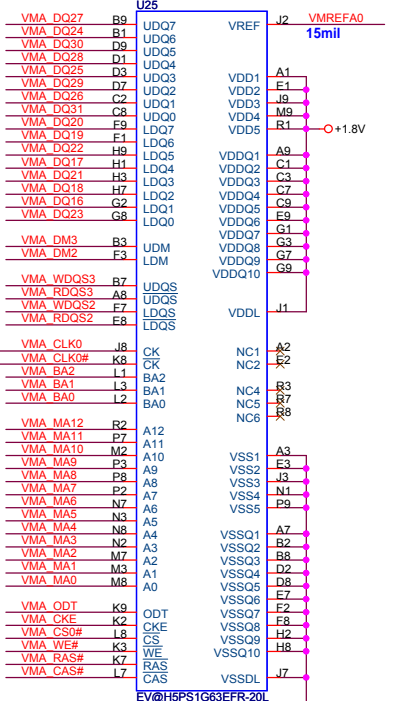 U25
VMA_DQ27 B9 UDQ7 VREF J2 VMREFA0
VMA_DQ24 B1 UDQ6 15mil
VMA_DQ30 D9 UDQ5
VMA_DQ28 D1 UDQ4
VMA_DQ25 D3 UDQ3 VDD1 A1
VMA_DQ29 D7 UDQ2 VDD2 E1
VMA_DQ26 C2 UDQ1 VDD3 J9
VMA_DQ31 C8 UDQ0 VDD4 M9
VMA_DQ20 F9 LDQ7 VDD5 R1 +1.8V
VMA_DQ19 F1 LDQ6
VMA_DQ22 H9 LDQ5 VDDQ1 A9
VMA_DQ17 H1 LDQ4 VDDQ2 C1
VMA_DQ21 H3 LDQ3 VDDQ3 C3
VMA_DQ18 H7 LDQ2 VDDQ4 C7
VMA_DQ16 G2 LDQ1 VDDQ5 C9
VMA_DQ23 G8 LDQ0 VDDQ6 E9
VDDQ7 G1
VMA_DM3 B3 UDM VDDQ8 G3
VMA_DM2 F3 LDM VDDQ9 G7
VDDQ10 G9
VMA_WDQS3 B7 UDQS
VMA_RDQS3 A8 UDQS
VMA_WDQS2 F7 LDQS VDDL J1
VMA_RDQS2 E8 LDQS
VMA_CLK0 J8 CK NC1 A2
VMA_CLK0# K8 CK NC2 E2
VMA_BA2 L1 BA2
VMA_BA1 L3 BA1 NC4 R3
VMA_BA0 L2 BA0 NC5 R7
NC6 R8
VMA_MA12 R2 A12
VMA_MA11 P7 A11
VMA_MA10 M2 A10 VSS1 A3
VMA_MA9 P3 A9 VSS2 E3
VMA_MA8 P8 A8 VSS3 J3
VMA_MA7 P2 A7 VSS4 N1
VMA_MA6 N7 A6 VSS5 P9
VMA_MA5 N3 A5
VMA_MA4 N8 A4 VSSQ1 A7
VMA_MA3 N2 A3 VSSQ2 B2
VMA_MA2 M7 A2 VSSQ3 B8
VMA_MA1 M3 A1 VSSQ4 D2
VMA_MA0 M8 A0 VSSQ5 D8
VSSQ6 E7
VMA_ODT K9 ODT VSSQ7 F2
VMA_CKE K2 CKE VSSQ8 F8
VMA_CS0# L8 CS VSSQ9 H2
VMA_WE# K3 WE VSSQ10 H8
VMA_RAS# K7 RAS
VMA_CAS# L7 CAS VSSDL J7
EV@H5PS1G63EFR-20L